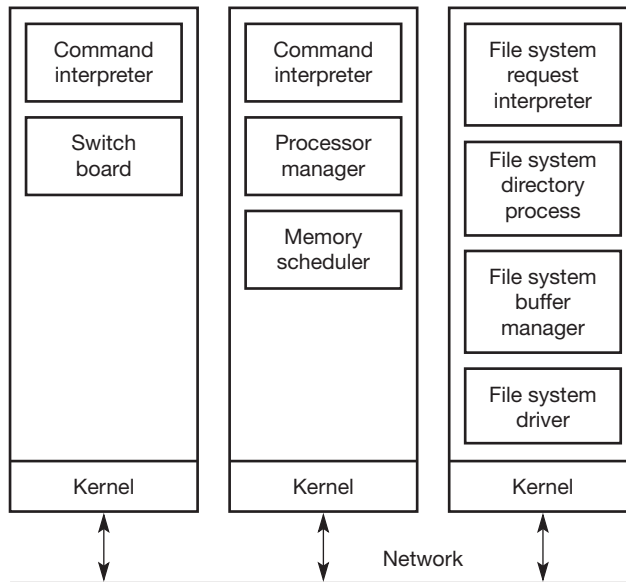 Command
interpreter
Switch
board
Kernel
Command
interpreter
Processor
manager
Memory
scheduler
Kernel
File system
request
interpreter
File system
directory
process
File system
buffer
manager
File system
driver
Kernel
Network